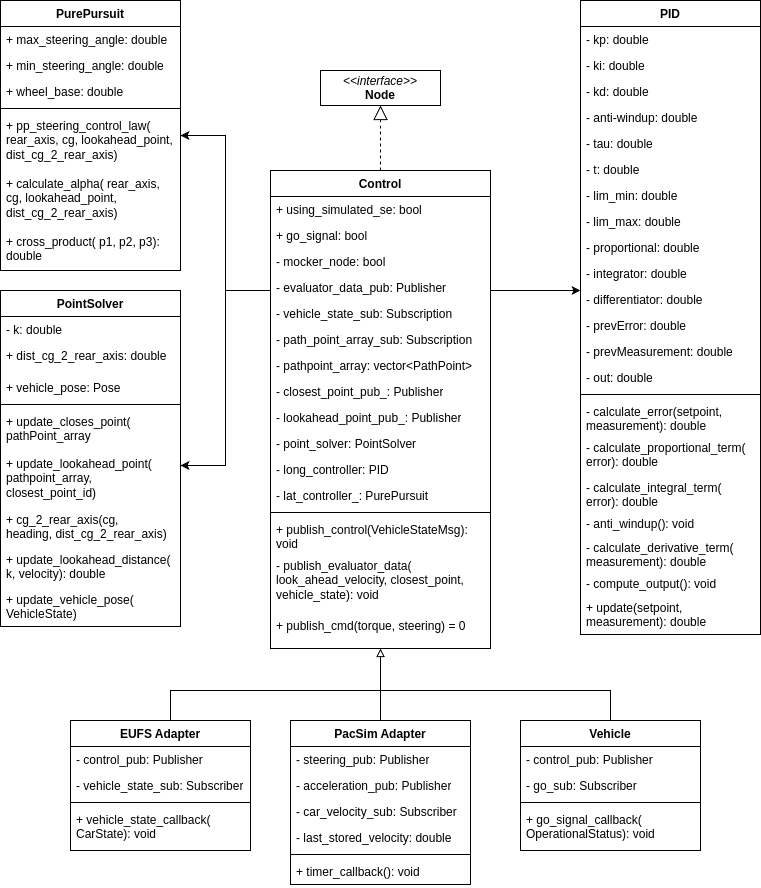 PurePursuit
+ max_steering_angle: double
+ min_steering_angle: double
+ wheel_base: double
+ pp_steering_control_law(
rear_axis, cg, lookahead_point,
dist_cg_2_rear_axis)
+ calculate_alpha( rear_axis,
cg, lookahead_point,
dist_cg_2_rear_axis)
+ cross_product( p1, p2, p3):
double
PointSolver
- k: double
+ dist_cg_2_rear_axis: double
+ vehicle_pose: Pose
+ update_closes_point(
pathPoint_array
+ update_lookahead_point(
pathpoint_array,
closest_point_id)
+ cg_2_rear_axis(cg,
heading, dist_cg_2_rear_axis)
+ update_lookahead_distance(
k, velocity): double
+ update_vehicle_pose(
VehicleState)
<<interface>>
Node
Control
+ using_simulated_se: bool
+ go_signal: bool
- mocker_node: bool
- evaluator_data_pub: Publisher
- vehicle_state_sub: Subscription
- path_point_array_sub: Subscription
- pathpoint_array: vector<PathPoint>
- closest_point_pub_: Publisher
- lookahead_point_pub_: Publisher
- point_solver: PointSolver
- long_controller: PID
- lat_controller_: PurePursuit
+ publish_control(VehicleStateMsg):
void
- publish_evaluator_data(
look_ahead_velocity, closest_point,
vehicle_state): void
+ publish_cmd(torque, steering) = 0
PID
- kp: double
- ki: double
- kd: double
- anti-windup: double
- tau: double
- t: double
- lim_min: double
- lim_max: double
- proportional: double
- integrator: double
- differentiator: double
- prevError: double
- prevMeasurement: double
- out: double
- calculate_error(setpoint,
measurement): double
- calculate_proportional_term(
error): double
- calculate_integral_term(
error): double
- anti_windup(): void
- calculate_derivative_term(
measurement): double
- compute_output(): void
+ update(setpoint,
measurement): double
EUFS Adapter
- control_pub: Publisher
- vehicle_state_sub: Subscriber
+ vehicle_state_callback(
CarState): void
PacSim Adapter
- steering_pub: Publisher
- acceleration_pub: Publisher
- car_velocity_sub: Subscriber
- last_stored_velocity: double
+ timer_callback(): void
Vehicle
- control_pub: Publisher
- go_sub: Subscriber
+ go_signal_callback(
OperationalStatus): void